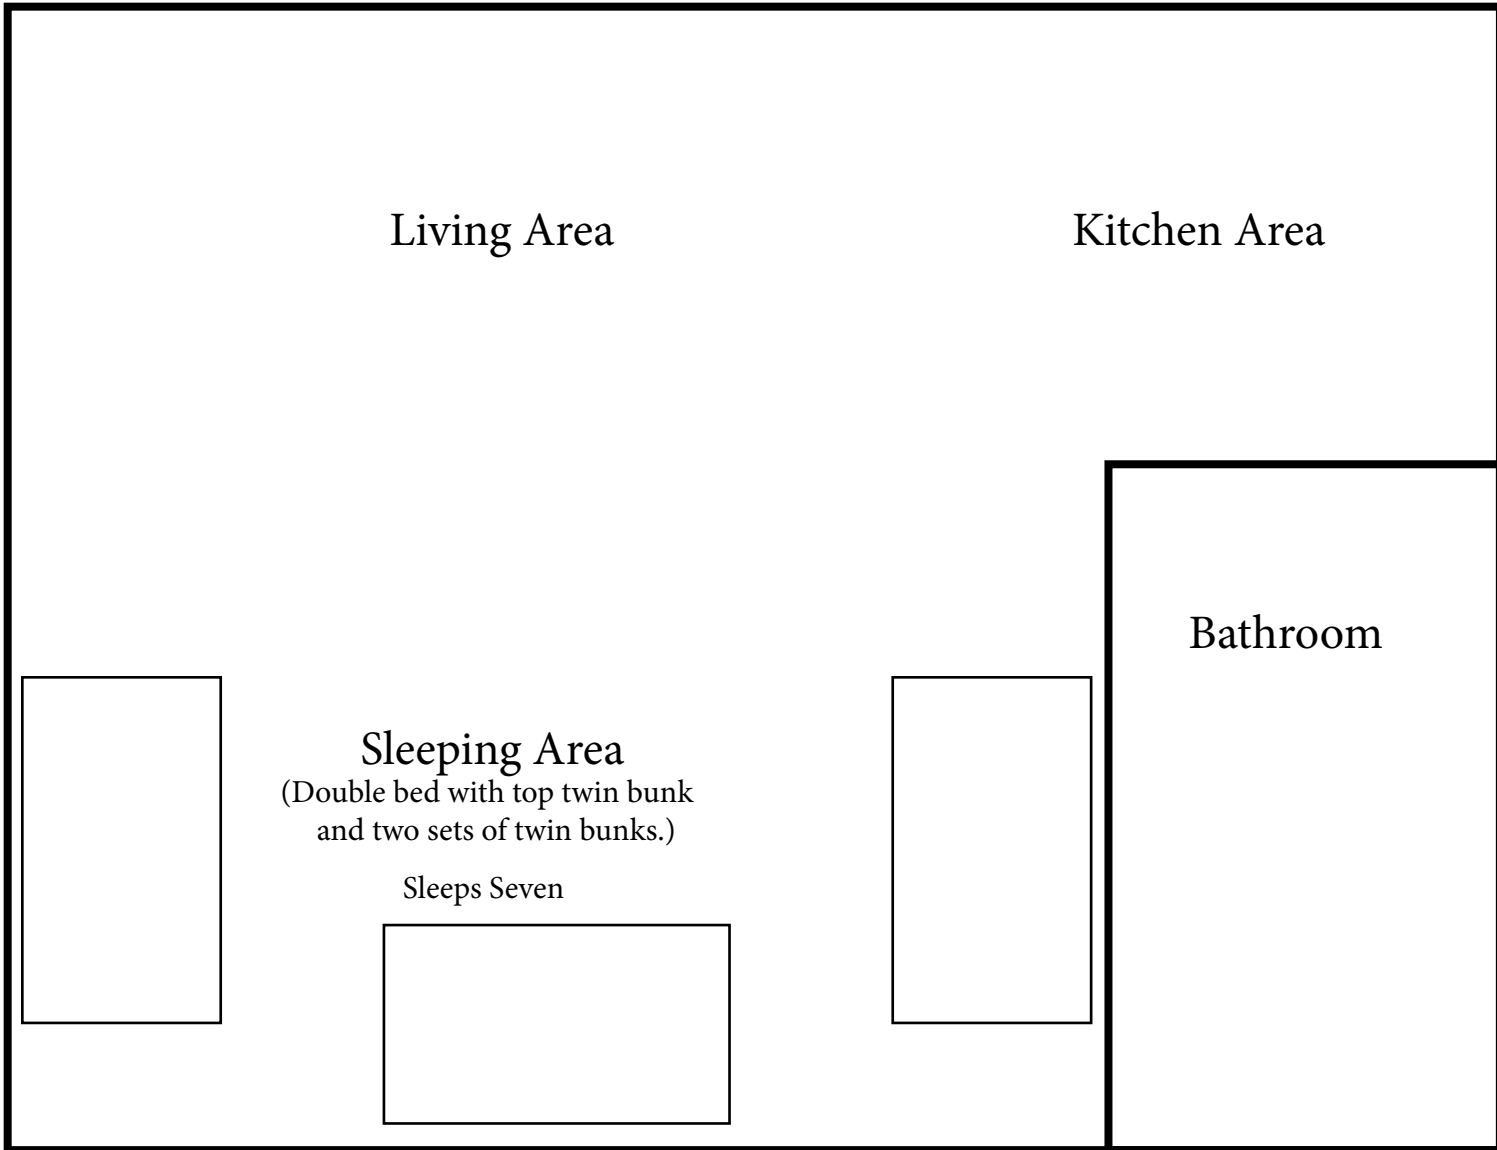 Living Area
Kitchen Area
Bathroom
Sleeping Area
(Double bed with top twin bunk
and two sets of twin bunks.)
Sleeps Seven